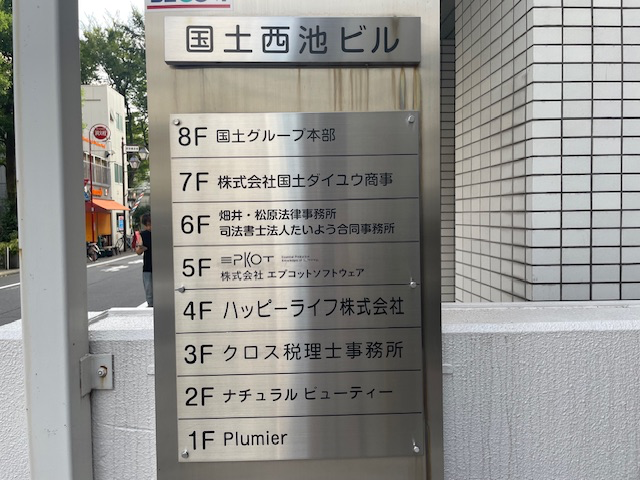 国土西池ビル
8F 国土グループ本部
7F 株式会社国土ダイユウ商事
6F 畑井・松原法律事務所
司法書士法人たいよう合同事務所
5F EPKOT
株式会社 エプコットソフトウェア
4F ハッピーライフ株式会社
3F クロス税理士事務所
2F ナチュラル ビューティー
1F Plumier